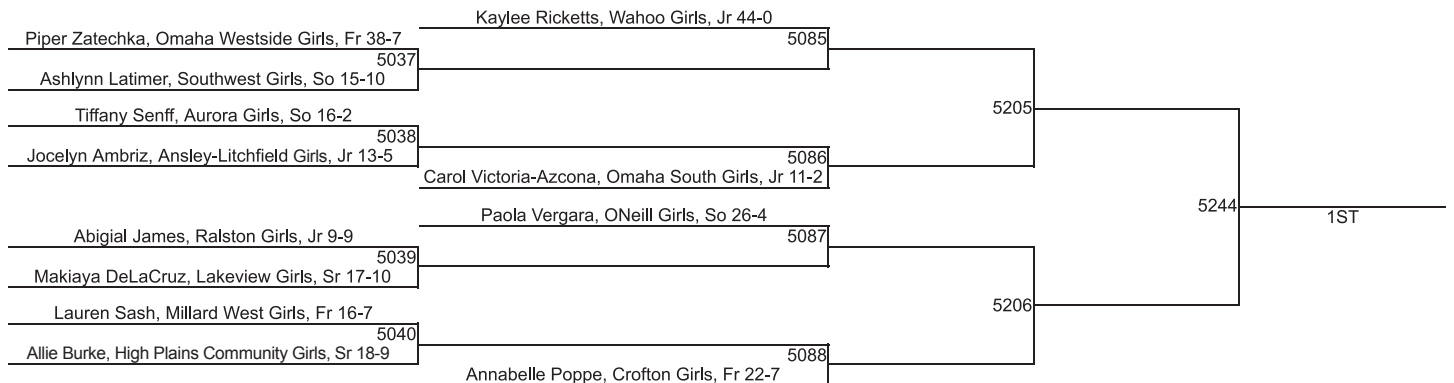 Kaylee Ricketts, Wahoo Girls, Jr 44-0
5085
Piper Zatechka, Omaha Westside Girls, Fr 38-7
5037
Ashlynn Latimer, Southwest Girls, So 15-10
5205
Tiffany Senff, Aurora Girls, So 16-2
5038
Jocelyn Ambriz, Ansley-Litchfield Girls, Jr 13-5
5086
Carol Victoria-Azcona, Omaha South Girls, Jr 11-2
5244
1ST
Paola Vergara, ONeill Girls, So 26-4
5087
Abigial James, Ralston Girls, Jr 9-9
5039
Makiaya DeLaCruz, Lakeview Girls, Sr 17-10
5206
Lauren Sash, Millard West Girls, Fr 16-7
5040
Allie Burke, High Plains Community Girls, Sr 18-9
5088
Annabelle Poppe, Crofton Girls, Fr 22-7